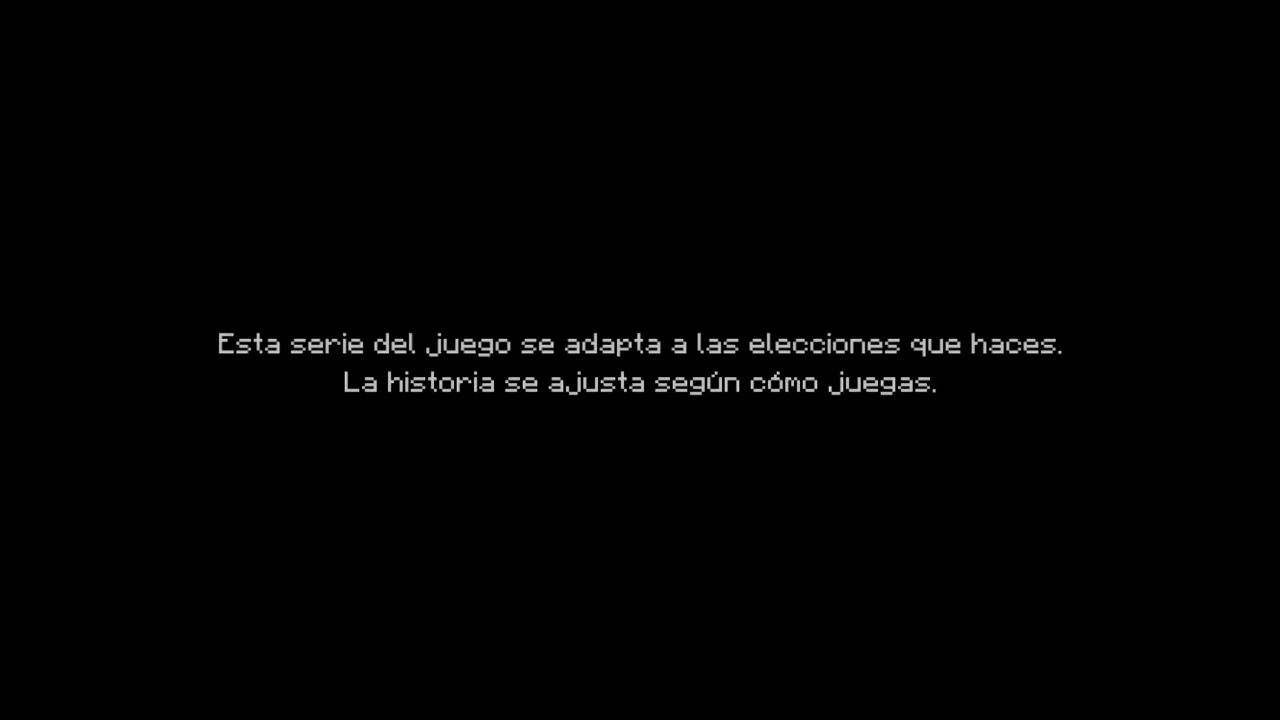 Esta serie del juego se adapta a las elecciones que haces.
La historia se ajusta según cómo juegas.